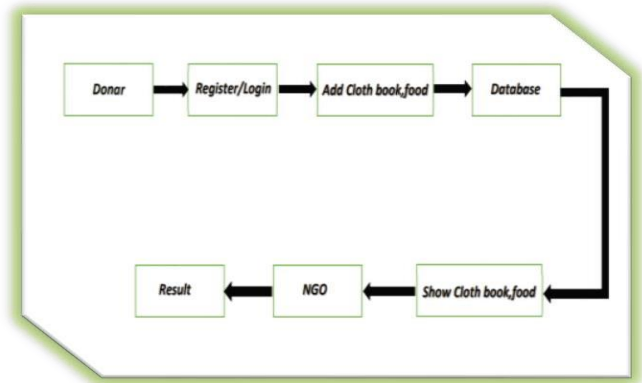 Donar
Register/Login
Add Cloth book,food
Database
Show Cloth book,food
NGO
Result